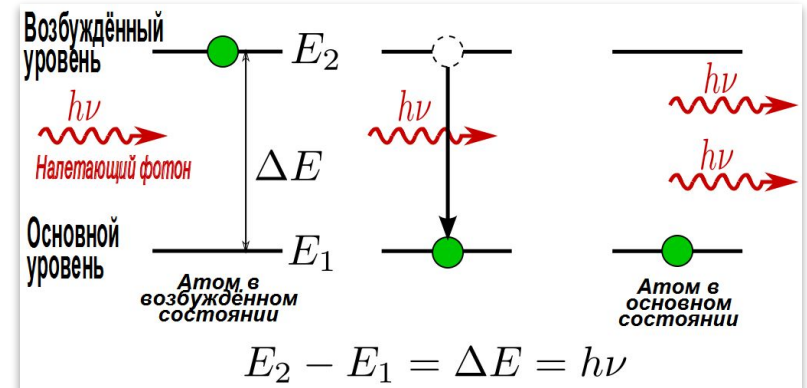 Возбуждённый
уровень
E₂
hν
Налетающий фотон
ΔE
hν
hν
hν
Основной
уровень
E₁
Атом в
возбуждённом
состоянии
Атом в
основном
состоянии
E₂ − E₁ = ΔE = hν